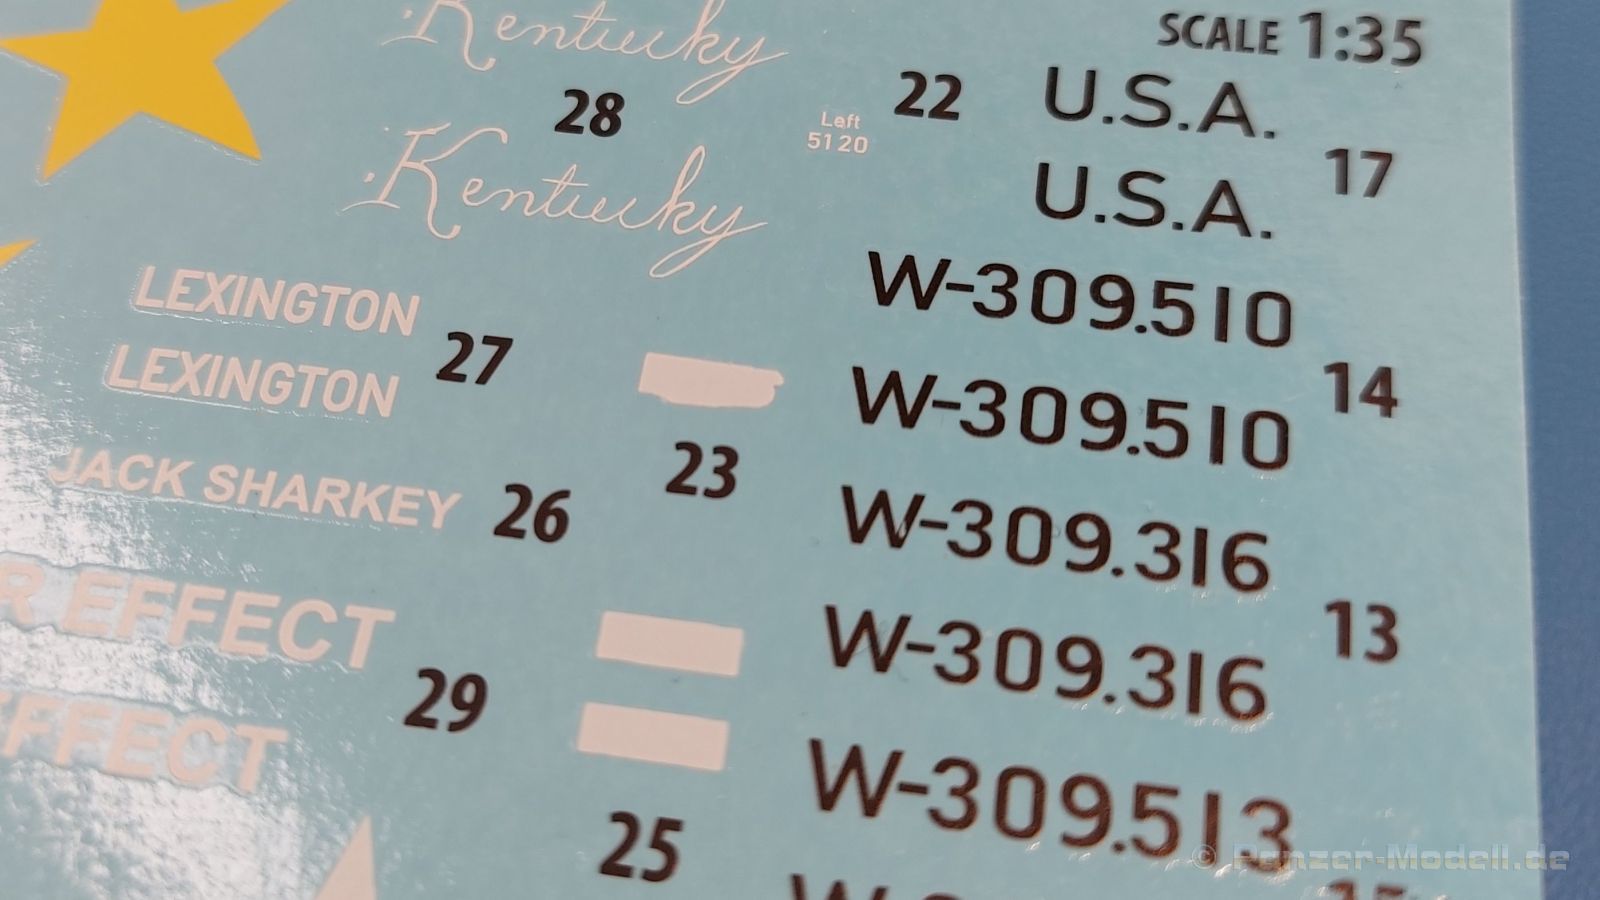 SCALE 1:35
Kentucky
28
Kentucky
Left
5120
22
U.S.A.
U.S.A.
17
LEXINGTON
LEXINGTON
27
W-309.510
W-309.510
14
23
JACK SHARKEY
26
W-309.316
W-309.316
13
R EFFECT
EFFECT
29
25
W-309.513
© Panzer-Modell.de